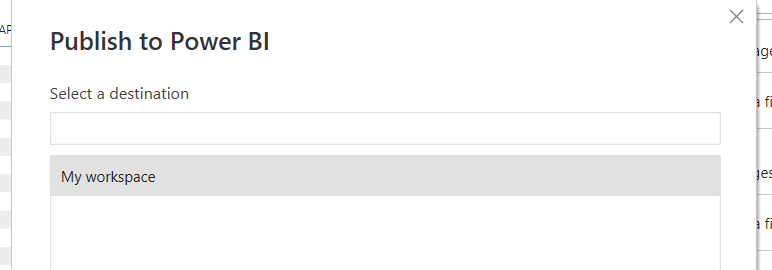 Publish to Power BI
Select a destination
My workspace